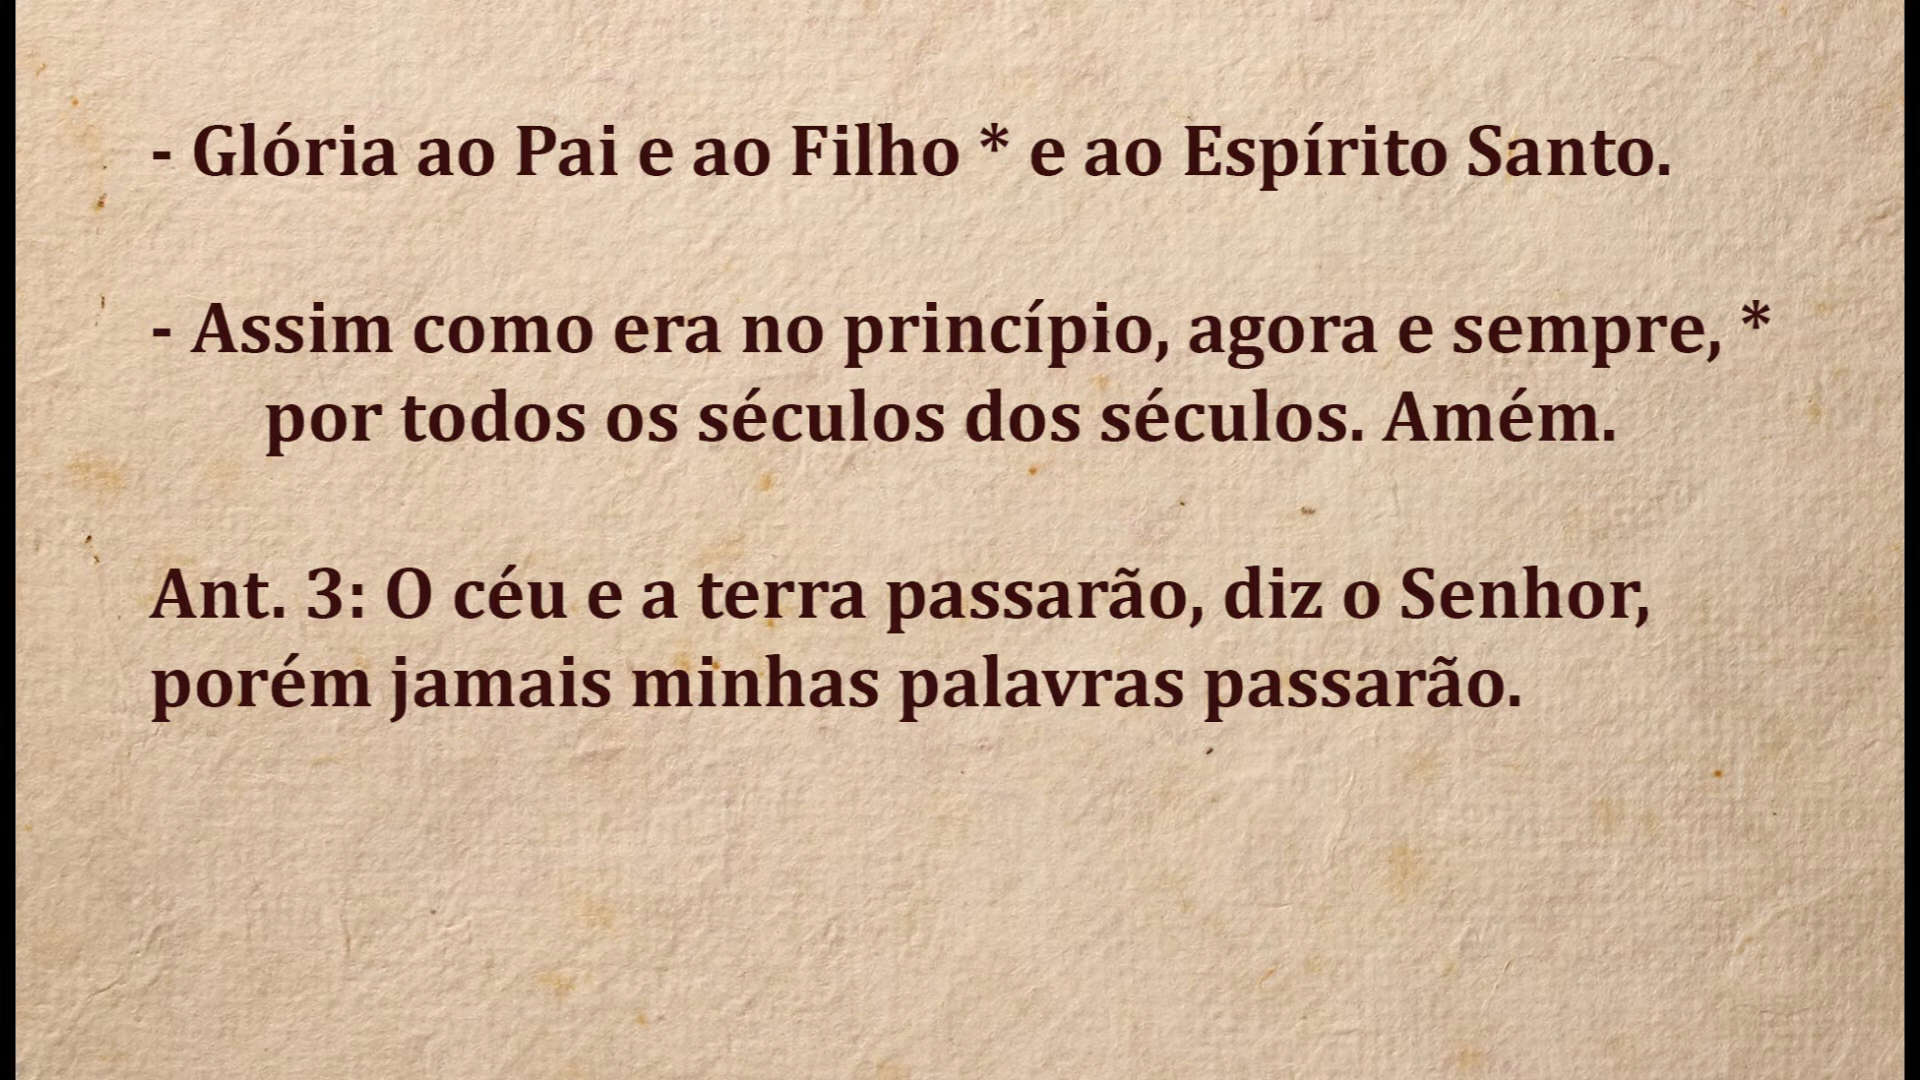 - Glória ao Pai e ao Filho * e ao Espírito Santo.
- Assim como era no princípio, agora e sempre, *
por todos os séculos dos séculos. Amém.
Ant. 3: O céu e a terra passarão, diz o Senhor,
porém jamais minhas palavras passarão.